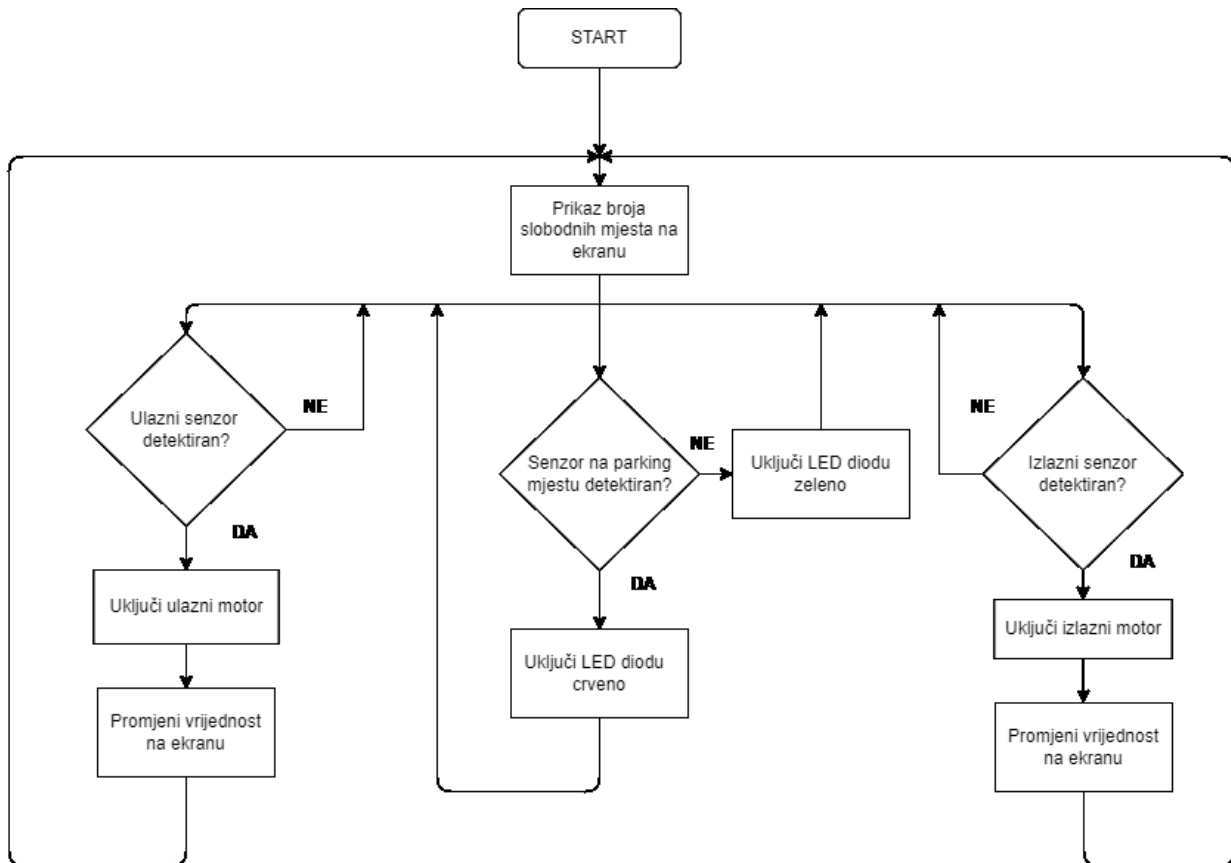 START
Prikaz broja
slobodnih mjesta na
ekranu
Ulazni senzor
detektiran?
NE
DA
Uključi ulazni motor
Promjeni vrijednost
na ekranu
Senzor na parking
mjestu detektiran?
NE
Uključi LED diodu
zeleno
DA
Uključi LED diodu
crveno
Izlazni senzor
detektiran?
NE
DA
Uključi izlazni motor
Promjeni vrijednost
na ekranu